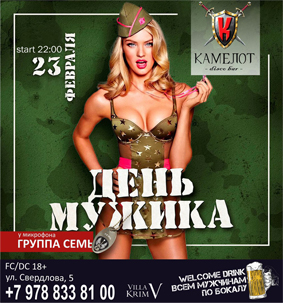 start 22:00
23
ФЕВРАЛЯ
К
КАМЕЛОТ
disco bar
ДЕНЬ
МУЖИКА
у микрофона
ГРУППА СЕМЬ
FC/DC 18+
ул. Свердлова, 5
+7 978 833 81 00
VILLA
KRIM
V
WELCOME DRINK
ВСЕМ МУЖЧИНАМ
ПО БОКАЛУ